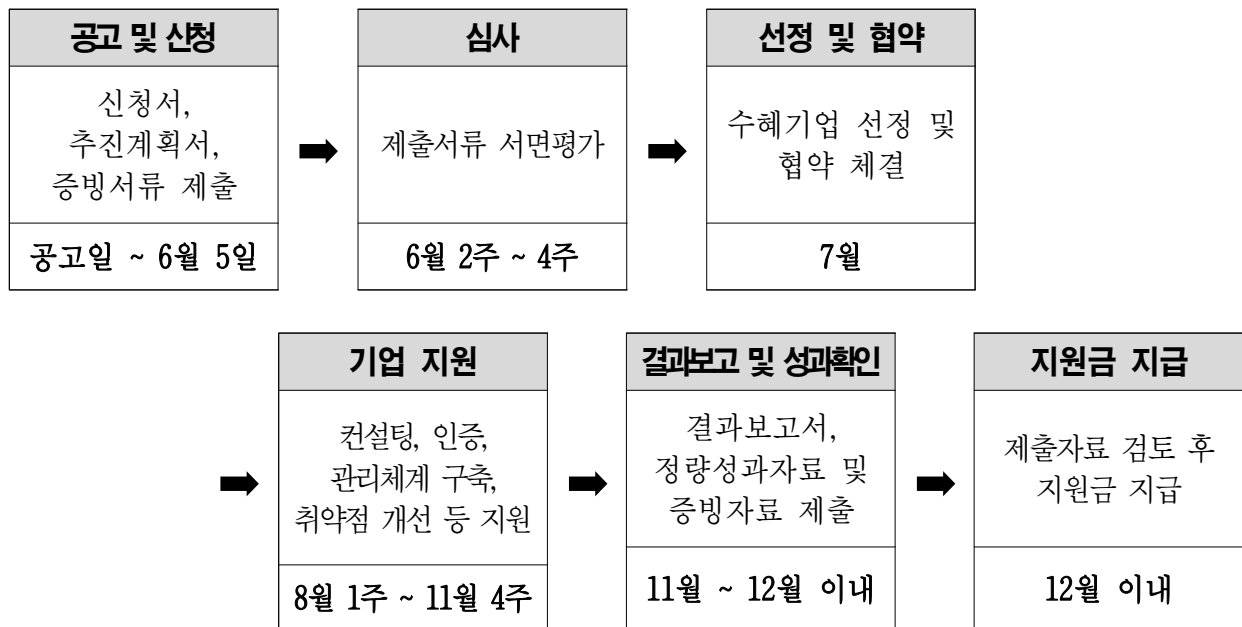 공고 및 신청
신청서,
추진계획서,
증빙서류 제출
공고일 ~ 6월 5일
심사
제출서류 서면평가
6월 2주 ~ 4주
선정 및 협약
수혜기업 선정 및
협약 체결
7월
기업 지원
컨설팅, 인증,
관리체계 구축,
취약점 개선 등 지원
8월 1주 ~ 11월 4주
결과보고 및 성과확인
결과보고서,
정량성과자료 및
증빙자료 제출
11월 ~ 12월 이내
지원금 지급
제출자료 검토 후
지원금 지급
12월 이내